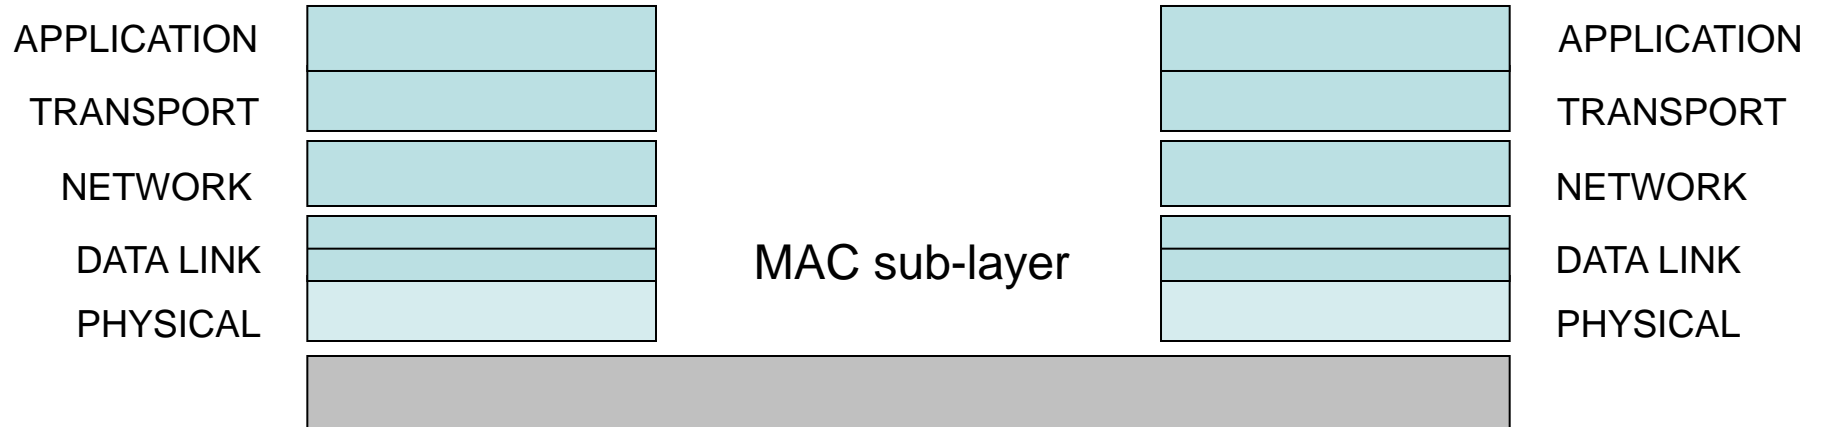 APPLICATION APPLICATION
TRANSPORT TRANSPORT
NETWORK NETWORK
DATA LINK MAC sub-layer DATA LINK
PHYSICAL PHYSICAL